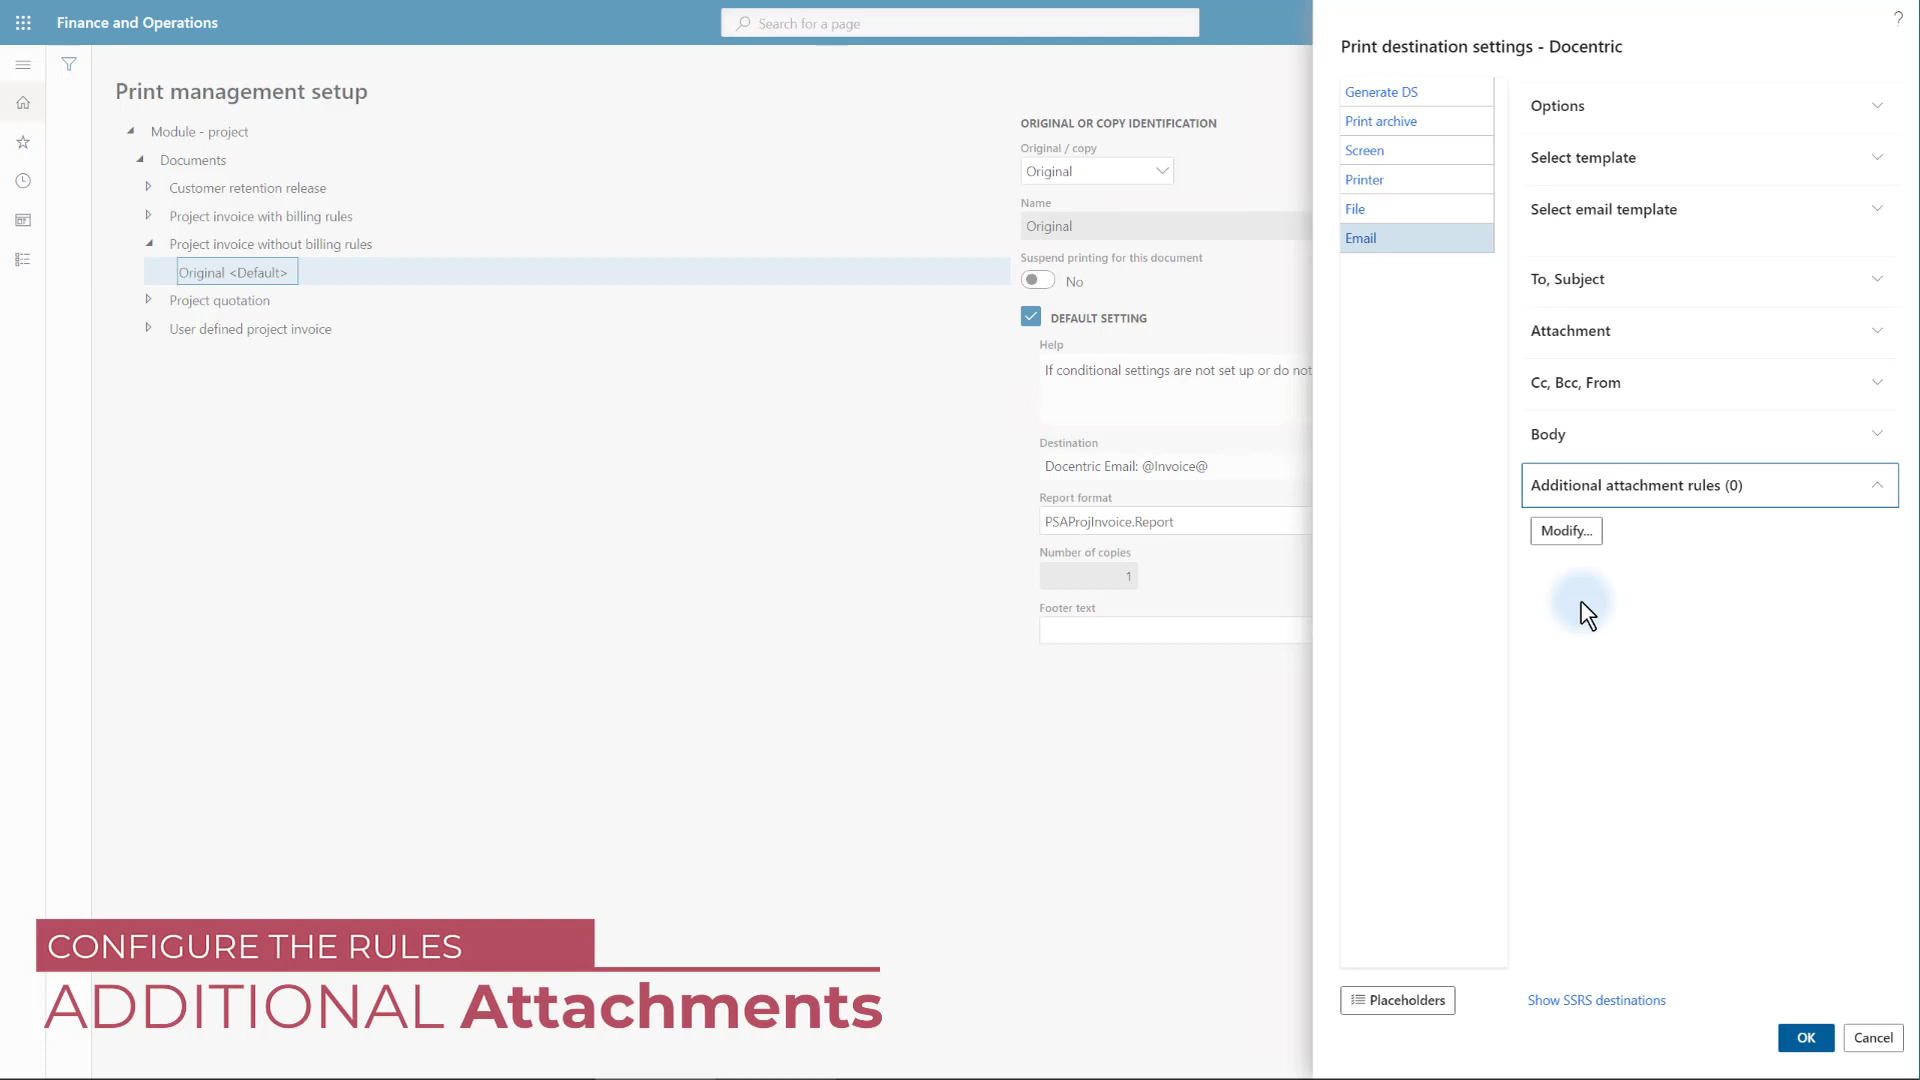 Finance and Operations
Search for a page
?
Print management setup
Module - project
Documents
Customer retention release
Project invoice with billing rules
Project invoice without billing rules
Original <Default>
Project quotation
User defined project invoice
ORIGINAL OR COPY IDENTIFICATION
Original / copy
Original
Name
Original
Suspend printing for this document
No
DEFAULT SETTING
Help
If conditional settings are not set up or do not
Destination
Docentric Email: @Invoice@
Report format
PSAProjInvoice.Report
Number of copies
1
Footer text
Print destination settings - Docentric
Generate DS
Print archive
Screen
Printer
File
Email
Options
Select template
Select email template
To, Subject
Attachment
Cc, Bcc, From
Body
Additional attachment rules (0)
Modify...
Placeholders
Show SSRS destinations
OK
Cancel
CONFIGURE THE RULES
ADDITIONAL Attachments